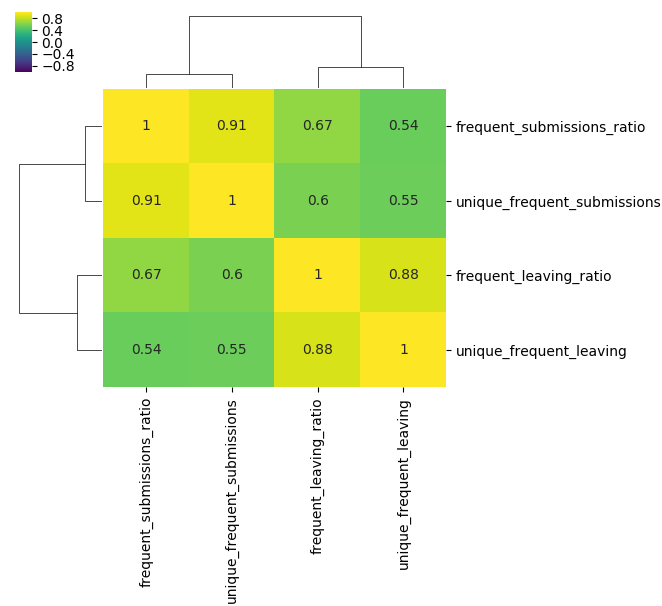 0.8
0.4
0.0
−0.4
−0.8
1 0.91 0.67 0.54 frequent_submissions_ratio
0.91 1 0.6 0.55 unique_frequent_submissions
0.67 0.6 1 0.88 frequent_leaving_ratio
0.54 0.55 0.88 1 unique_frequent_leaving
frequent_submissions_ratio
unique_frequent_submissions
frequent_leaving_ratio
unique_frequent_leaving